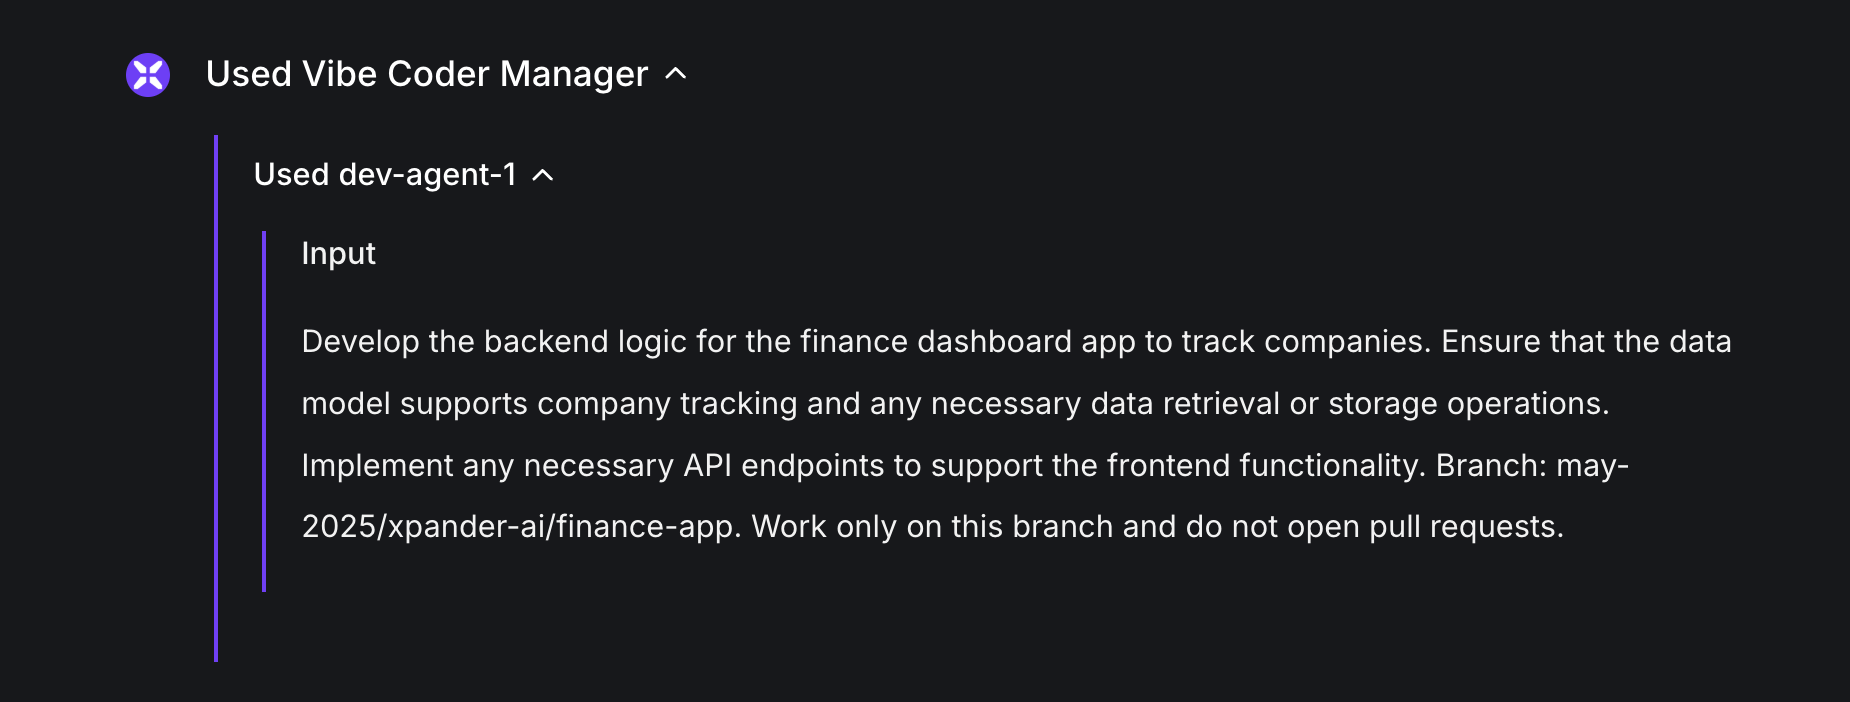 Used Vibe Coder Manager
Used dev-agent-1
Input
Develop the backend logic for the finance dashboard app to track companies. Ensure that the data
model supports company tracking and any necessary data retrieval or storage operations.
Implement any necessary API endpoints to support the frontend functionality. Branch: may-
2025/xpander-ai/finance-app. Work only on this branch and do not open pull requests.